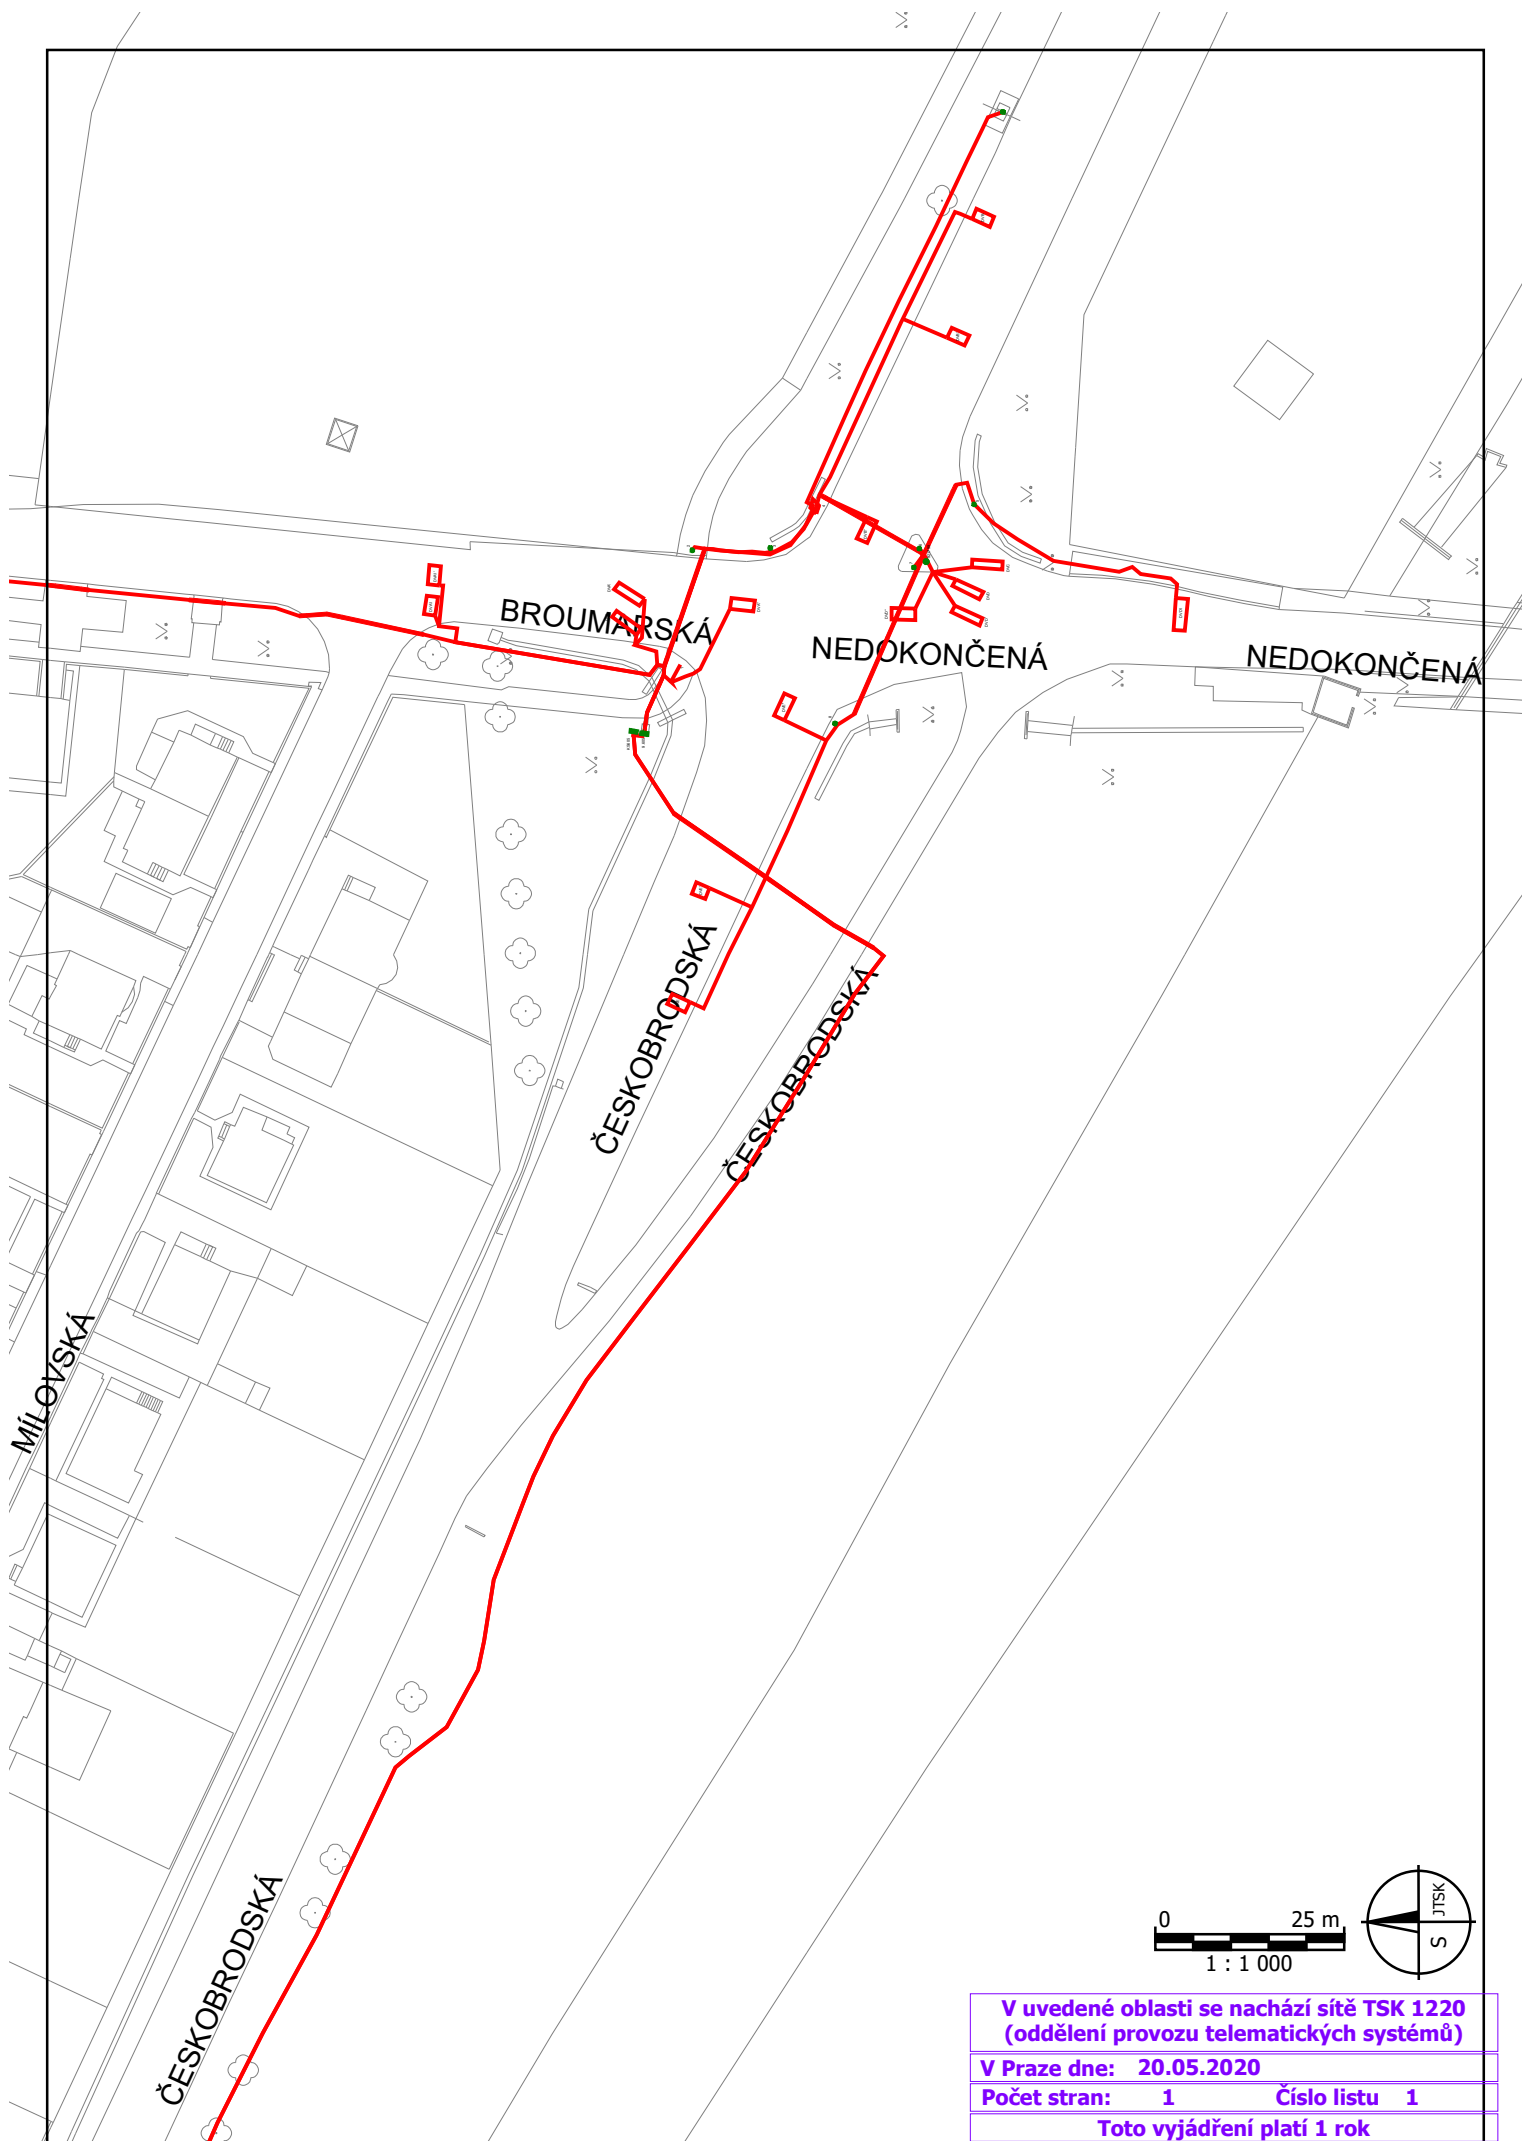 BROUMARSKÁ
NEDOKONČENÁ
NEDOKONČENÁ
ČESKOBRODSKÁ
ČESKOBRODSKÁ
MÍLOVSKÁ
ČESKOBRODSKÁ
0 25 m
1 : 1 000
JTSK
S
V uvedené oblasti se nachází sítě TSK 1220
(oddělení provozu telematických systémů)
V Praze dne: 20.05.2020
Počet stran: 1 Číslo listu 1
Toto vyjádření platí 1 rok